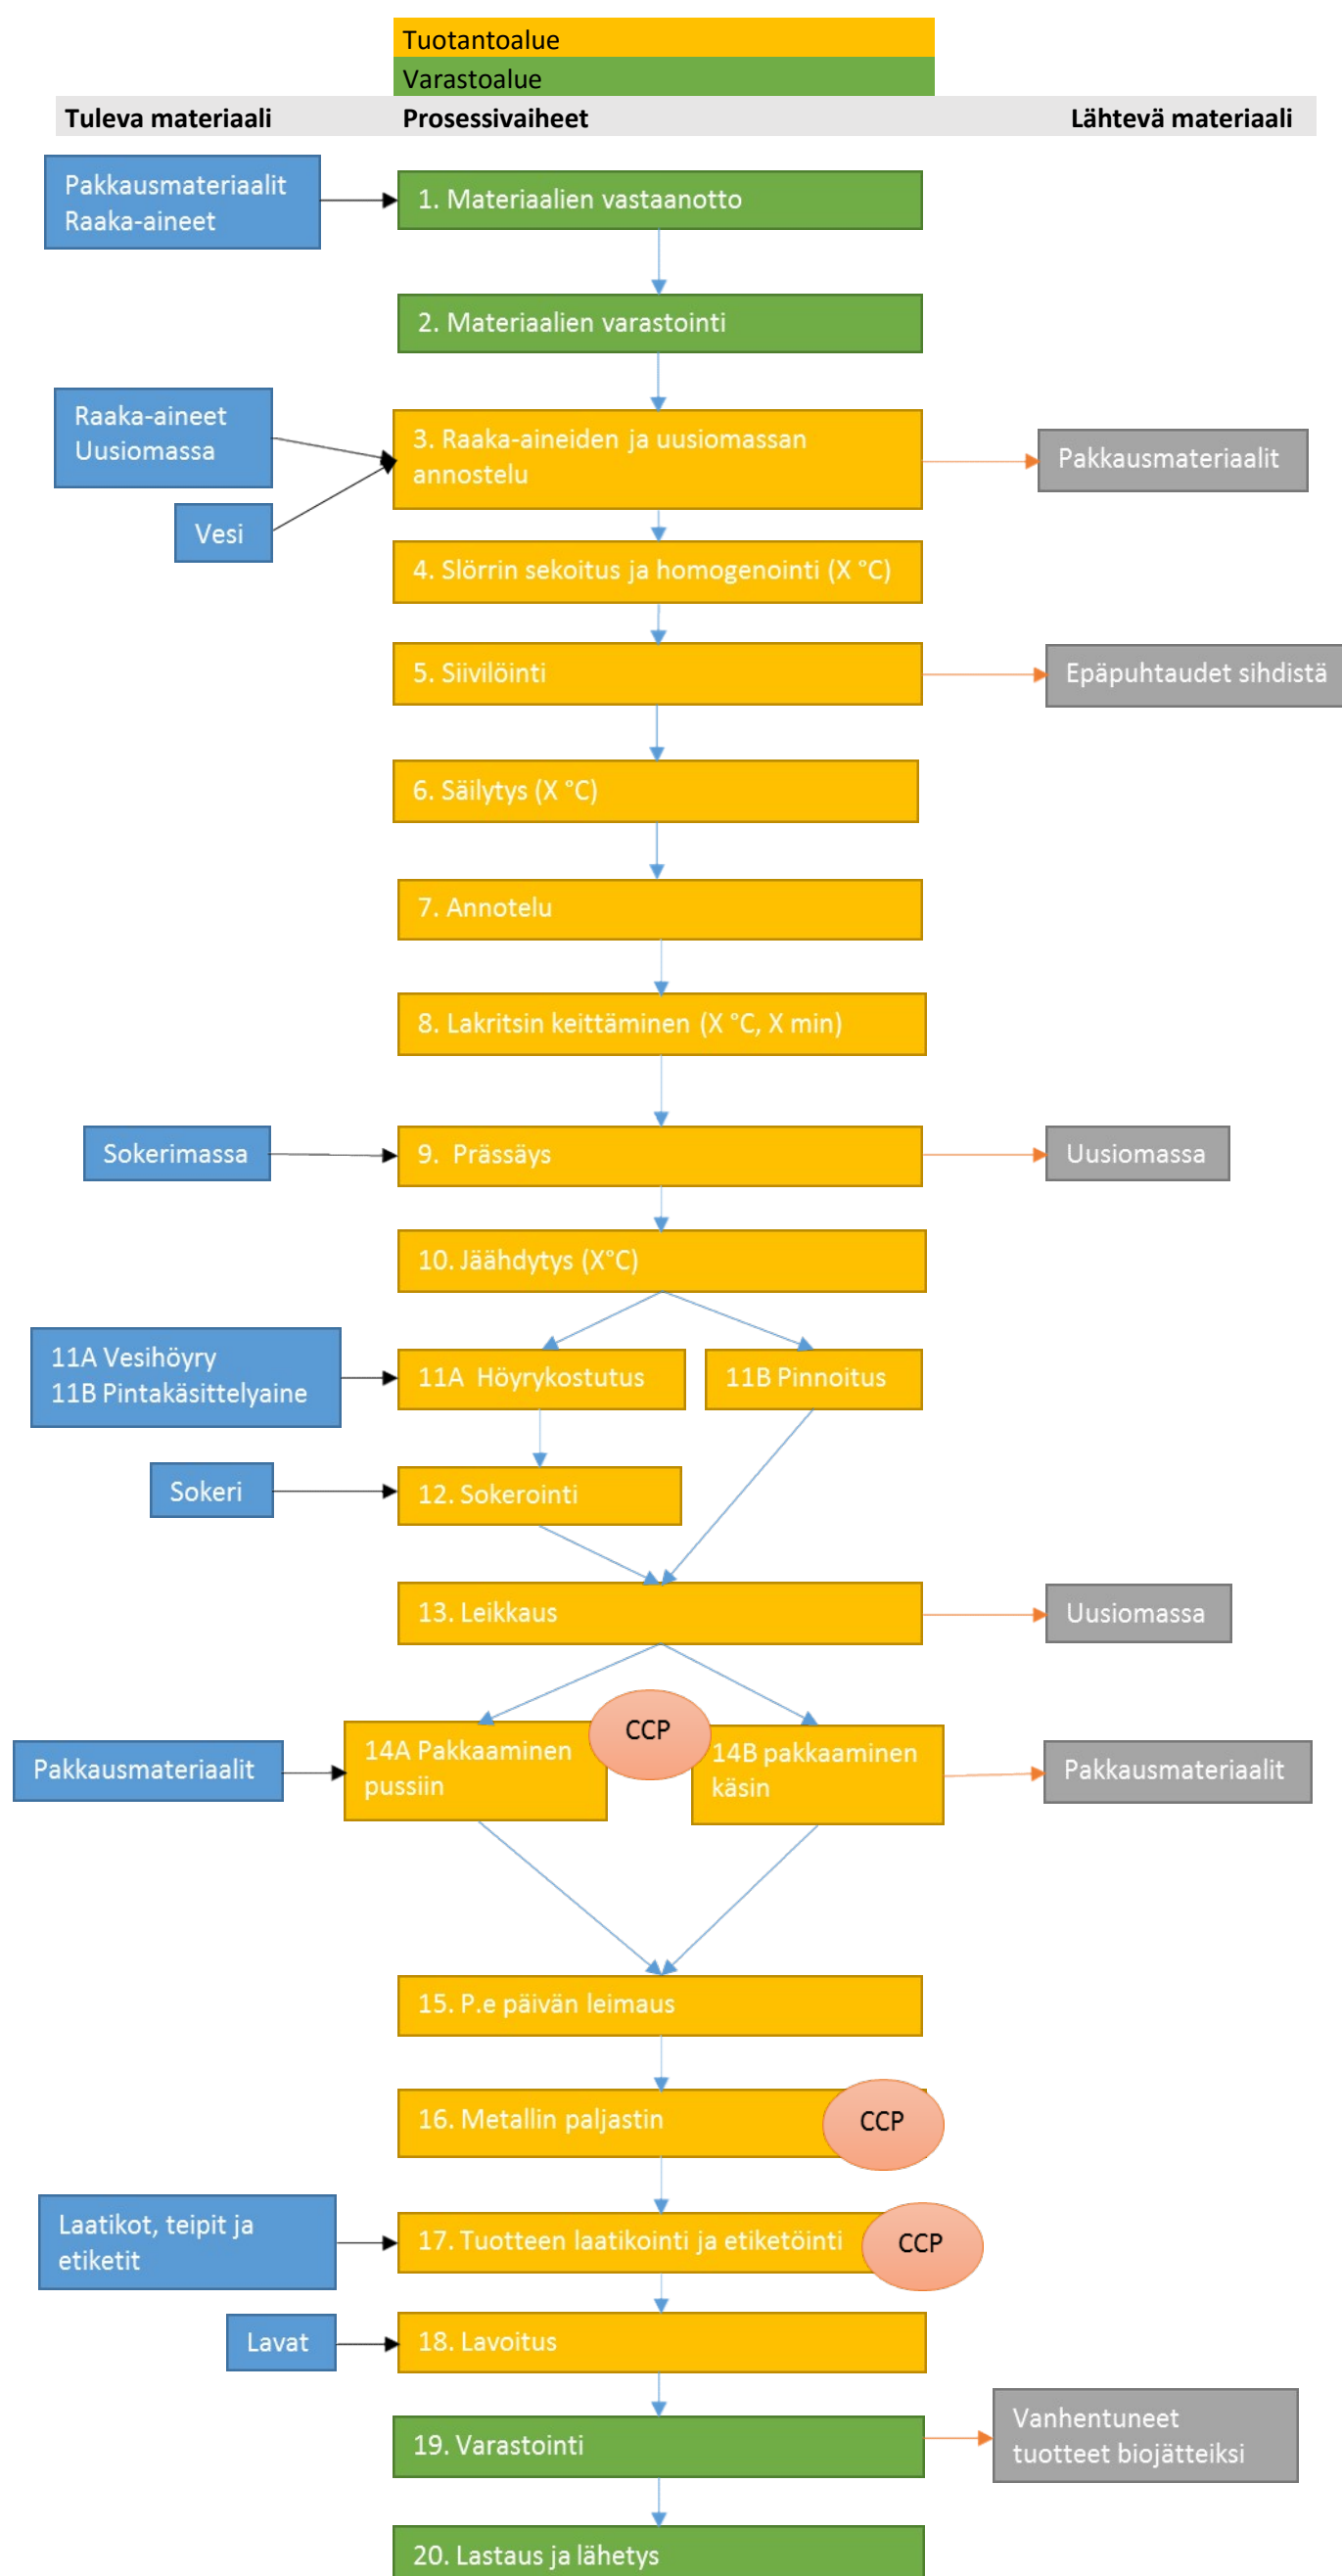 Tuotantoalue
Varastoalue
Tuleva materiaali
Prosessivaiheet
Lähtevä materiaali
Pakkausmateriaalit
Raaka-aineet
1. Materiaalien vastaanotto
2. Materiaalien varastointi
Raaka-aineet
Uusiomassa
Vesi
3. Raaka-aineiden ja uusiomassan
annostelu
Pakkausmateriaalit
4. Slörrin sekoitus ja homogenointi (X °C)
5. Siivilöinti
Epäpuhtaudet sihdistä
6. Säilytys (X °C)
7. Annotelu
8. Lakritsin keittäminen (X °C, X min)
Sokerimassa
9. Prässäys
Uusiomassa
10. Jäähdytys (X°C)
11A Vesihöyry
11B Pintakäsittelyaine
11A Höyrykostutus
11B Pinnoitus
Sokeri
12. Sokerointi
13. Leikkaus
Uusiomassa
Pakkausmateriaalit
14A Pakkaaminen
pussiin
CCP
14B pakkaaminen
käsin
Pakkausmateriaalit
15. P.e päivän leimaus
16. Metallin paljastin
CCP
Laatikot, teipit ja
etiketit
17. Tuotteen laatikointi ja etiketöinti
CCP
Lavat
18. Lavoitus
19. Varastointi
Vanhentuneet
tuotteet biojätteiksi
20. Lastaus ja lähetys